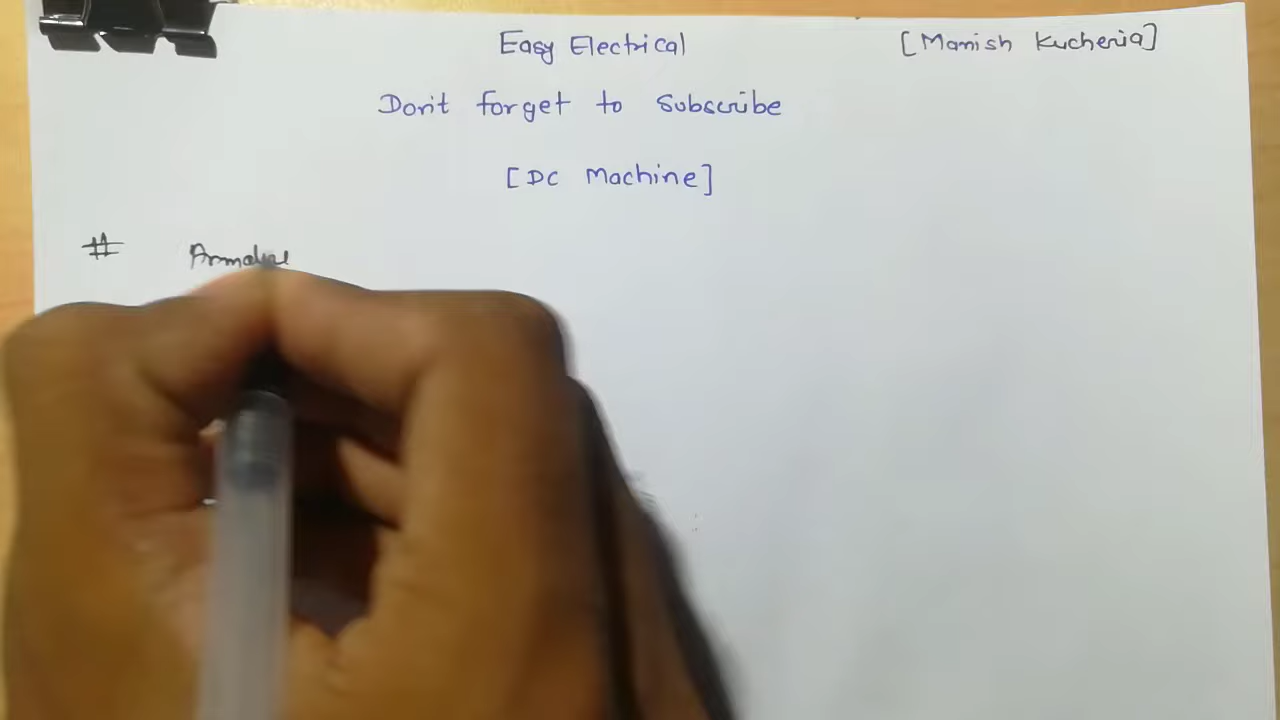 Easy Electrical [Manish Kucheria]
Don't forget to Subscribe
[DC Machine]
# Armature